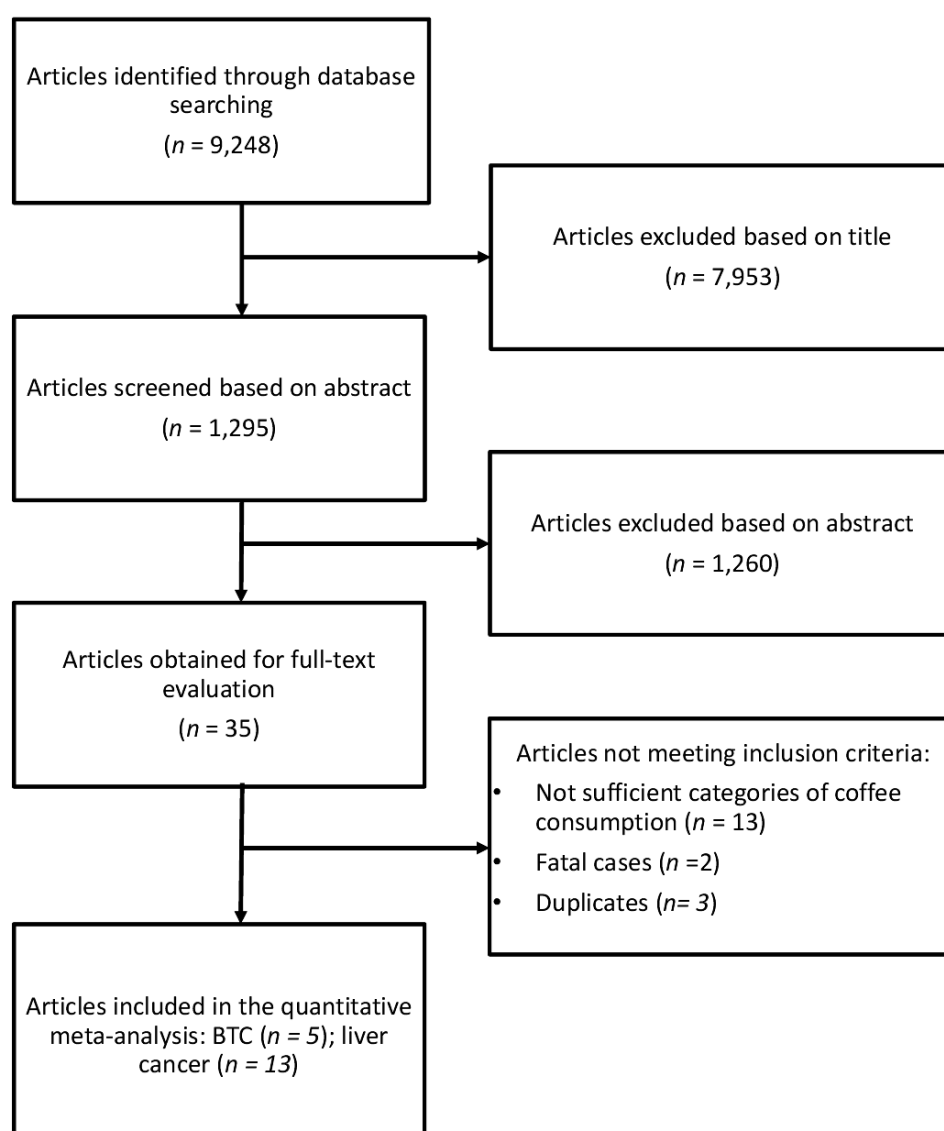 Articles identified through database
searching
(n = 9,248)
Articles excluded based on title
(n = 7,953)
Articles screened based on abstract
(n = 1,295)
Articles excluded based on abstract
(n = 1,260)
Articles obtained for full-text
evaluation
(n = 35)
Articles not meeting inclusion criteria:
• Not sufficient categories of coffee
consumption (n = 13)
• Fatal cases (n =2)
• Duplicates (n= 3)
Articles included in the quantitative
meta-analysis: BTC (n = 5); liver
cancer (n = 13)